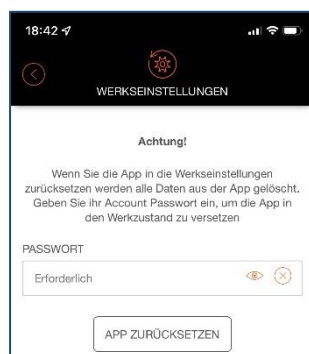 18:42
WERKSEINSTELLUNGEN
Achtung!
Wenn Sie die App in die Werkseinstellungen
zurücksetzen werden alle Daten aus der App gelöscht.
Geben Sie ihr Account Passwort ein, um die App in
den Werkzustand zu versetzen
PASSWORT
Erforderlich
APP ZURÜCKSETZEN